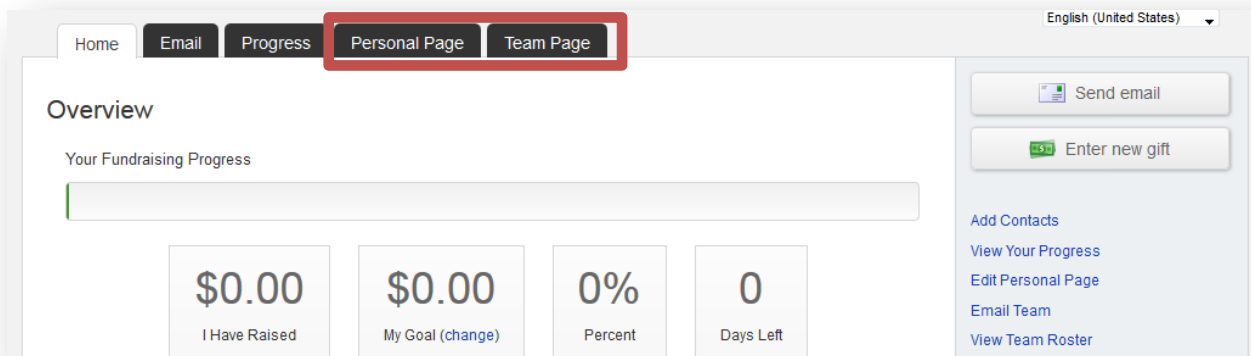 English (United States)
Home Email Progress Personal Page Team Page
Send email
Overview
Enter new gift
Your Fundraising Progress
Add Contacts
View Your Progress
Edit Personal Page
Email Team
View Team Roster
$0.00 $0.00 0% 0
I Have Raised My Goal (change) Percent Days Left